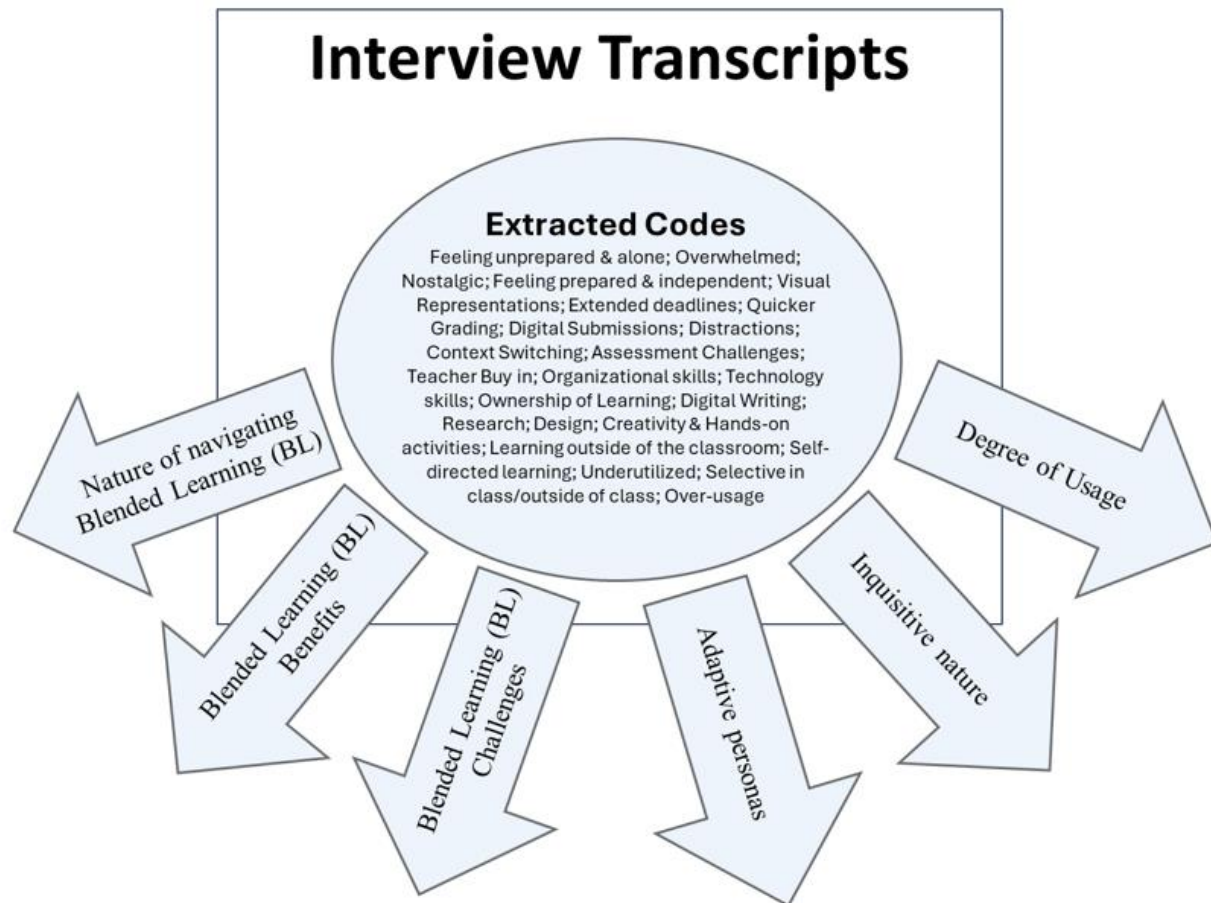 Interview Transcripts
Extracted Codes
Feeling unprepared & alone; Overwhelmed;
Nostalgic; Feeling prepared & independent; Visual
Representations; Extended deadlines; Quicker
Grading; Digital Submissions; Distractions;
Context Switching; Assessment Challenges;
Teacher Buy in; Organizational skills; Technology
skills; Ownership of Learning; Digital Writing;
Research; Design; Creativity & Hands-on
activities; Learning outside of the classroom; Self-
directed learning; Underutilized; Selective in
class/outside of class; Over-usage
Nature of navigating
Blended Learning (BL)
Blended Learning (BL)
Benefits
Blended Learning (BL)
Challenges
Adaptive personas
Inquisitive nature
Degree of Usage